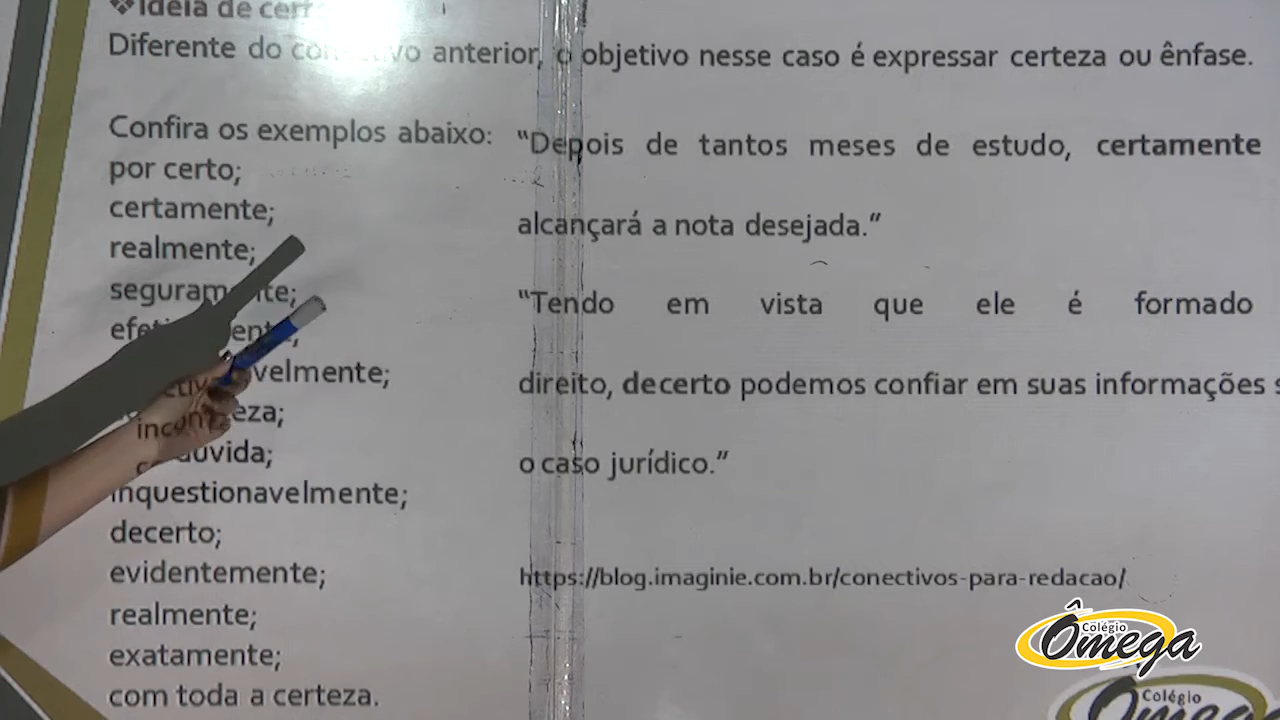 ❖Ideia de
Diferente do anterior, o objetivo nesse caso é expressar certeza ou ênfase.
Confira os exemplos abaixo:
por certo;
certamente;
realmente;
com toda a certeza.
inquestionavelmente;
decerto;
evidentemente;
realmente;
exatamente;
"Depois de tantos meses de estudo, certamente
alcançará a nota desejada."
"Tendo em vista que ele é formado
direito, decerto podemos confiar em suas informações
o caso jurídico."
https://blog.imaginie.com.br/conectivos-para-redacao/
Colégio
Ômega
Colégio